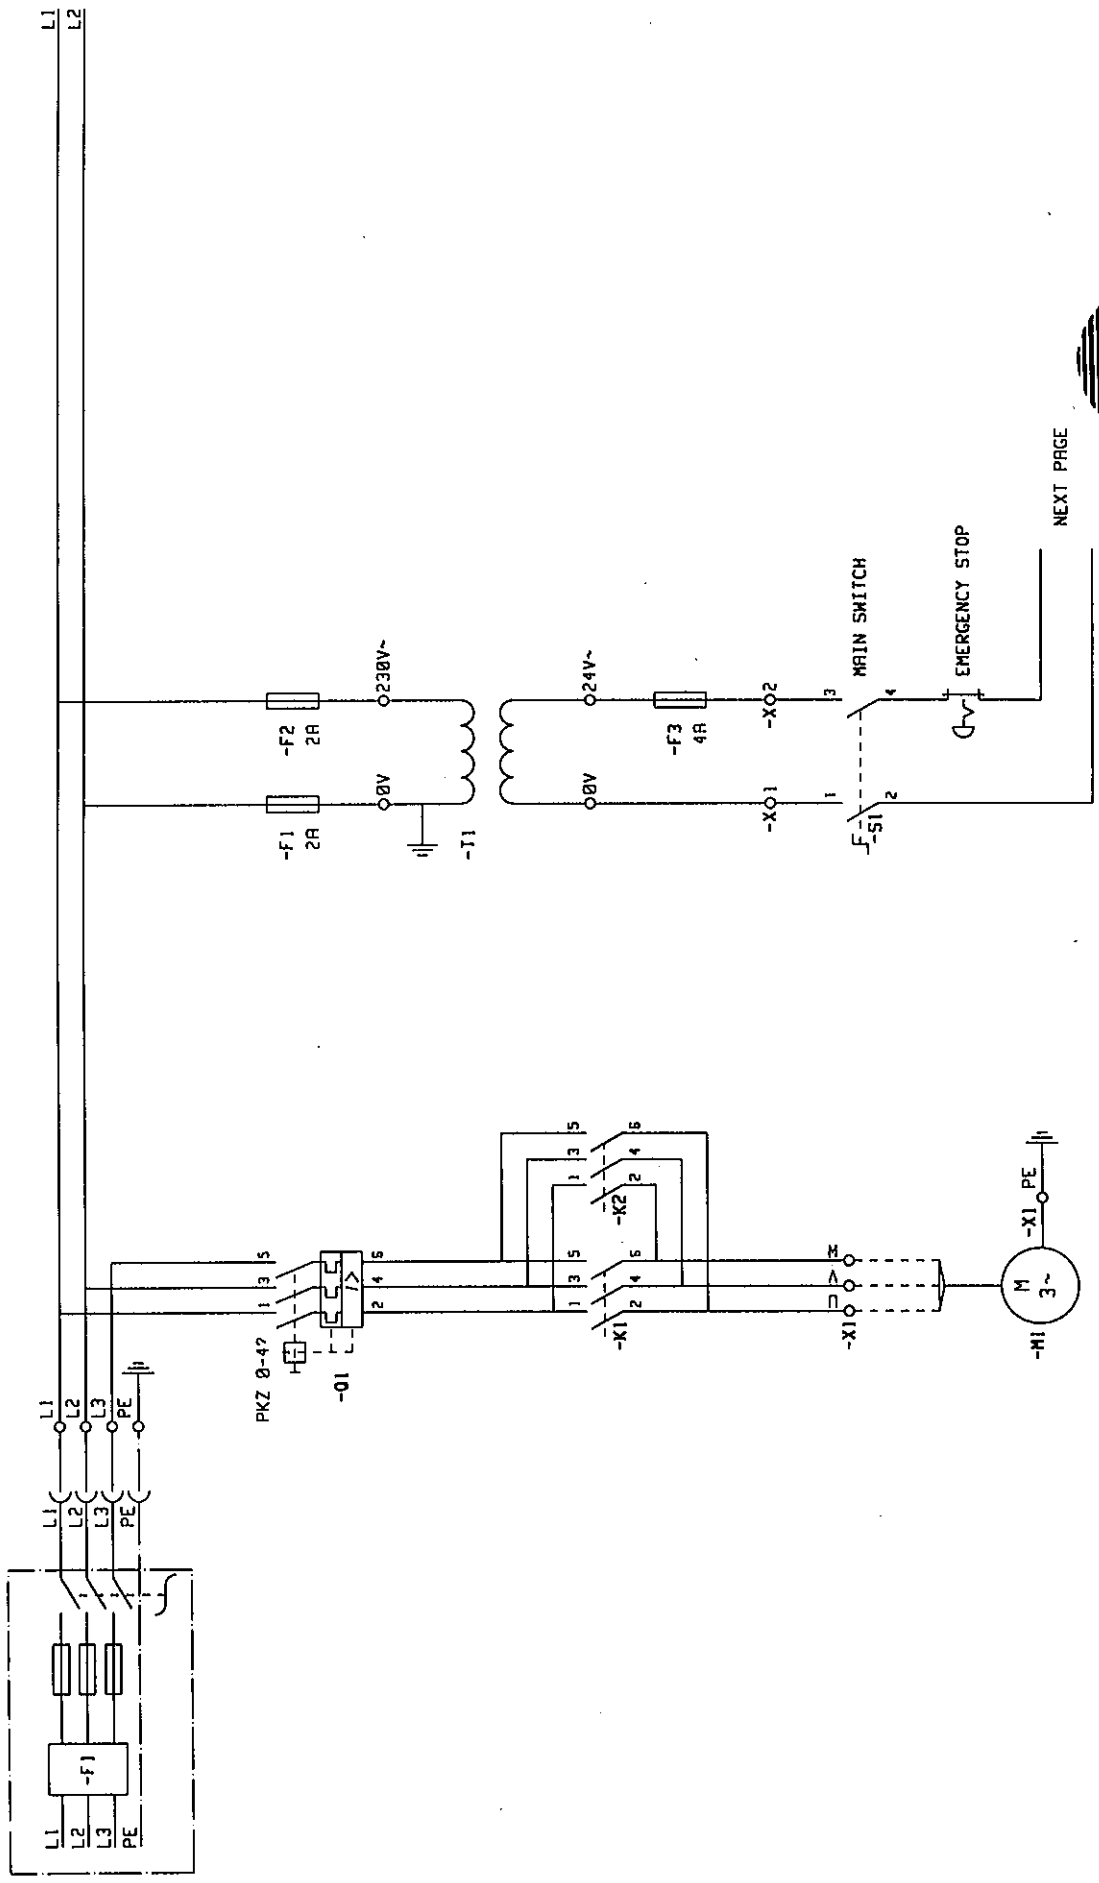 L1
L2
L3
PE
-F1
L1
L2
L3
PE
L1
L2
L3
PE
L1
L2
PKZ 0-4?
-Q1
1
3
5
2
4
6
-K1
1
3
5
2
4
6
-K2
1
3
5
2
4
6
-X1
U
V
W
M
3~
-M1
-X1
PE
-F1
2A
-F2
2A
0V
230V~
-T1
0V
24V~
-F3
4A
-X
1
-X
2
1
3
2
4
-S1
MAIN SWITCH
EMERGENCY STOP
NEXT PAGE